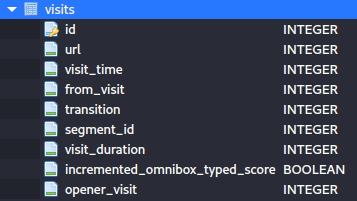 visits
id INTEGER
url INTEGER
visit_time INTEGER
from_visit INTEGER
transition INTEGER
segment_id INTEGER
visit_duration INTEGER
incremented_omnibox_typed_score BOOLEAN
opener_visit INTEGER